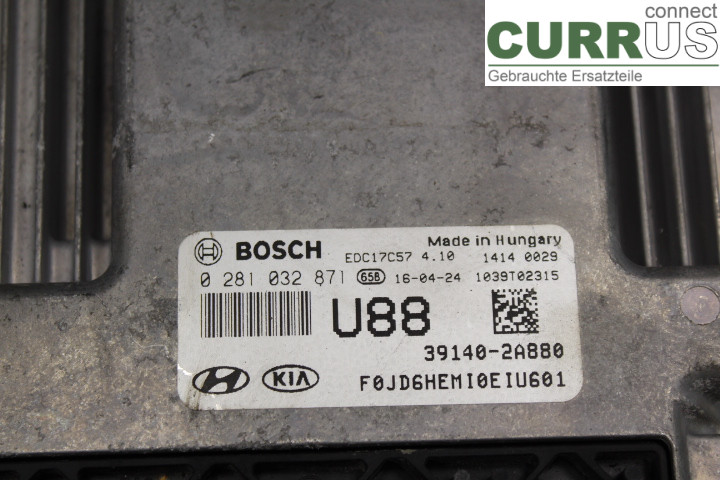 connect
CURRUS
Gebrauchte Ersatzteile
BOSCH EDC17C57 4.10 Made in Hungary 1414 0029
0 281 032 871 65B 16-04-24 1039T02315
U88
39140-2A880
KIA F0JD6HEMI0EIU601